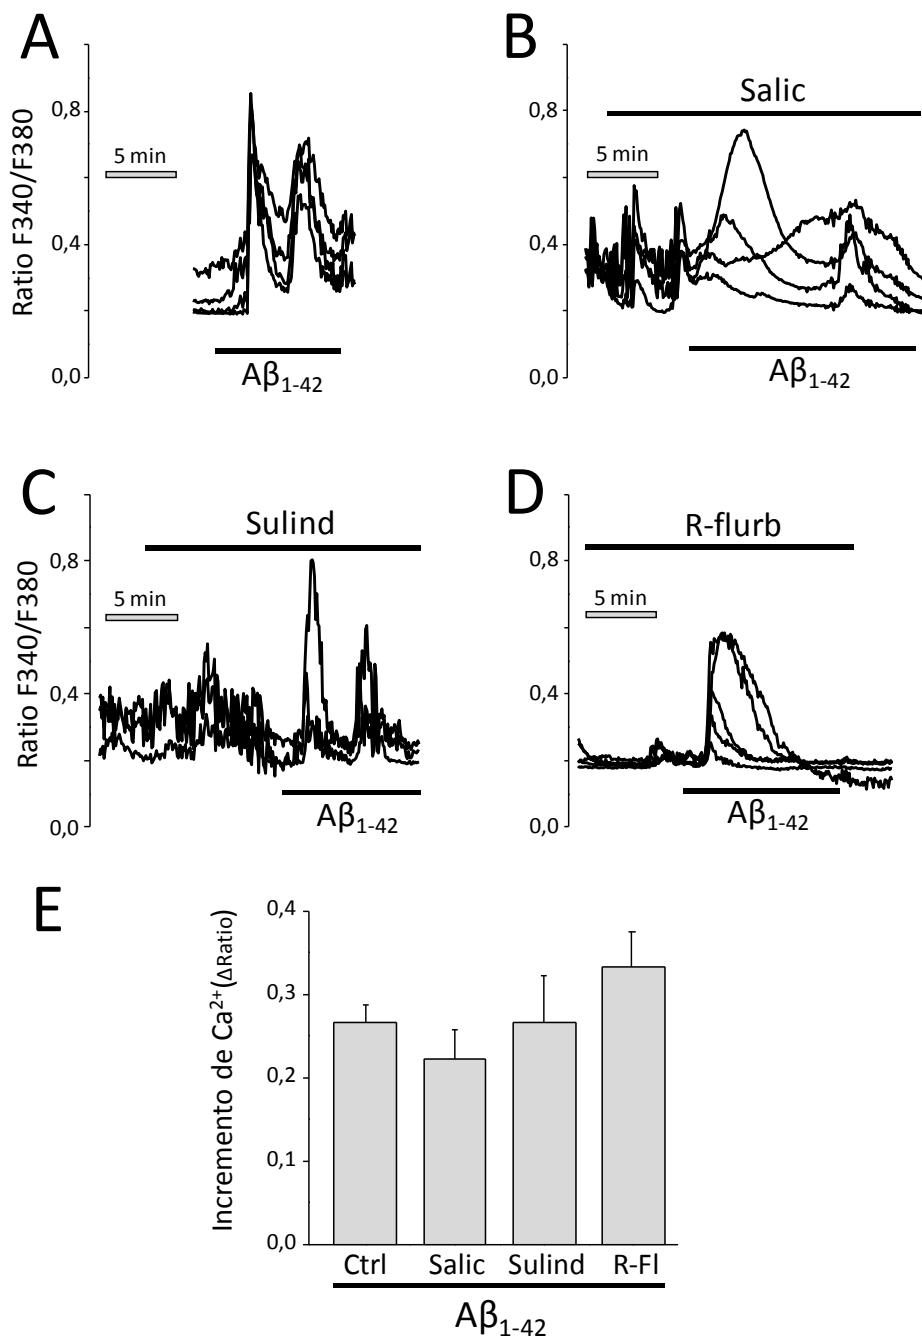 A
Ratio F340/F380
0,8
0,4
0,0
5 min
Aβ1-42
B
Salic
0,8
0,4
0,0
5 min
Aβ1-42
C
Sulind
Ratio F340/F380
0,8
0,4
0,0
5 min
Aβ1-42
D
R-flurb
0,8
0,4
0,0
5 min
Aβ1-42
E
Incremento de Ca2+(ΔRatio)
0,4
0,3
0,2
0,1
0,0
Ctrl Salic Sulind R-Fl
Aβ1-42